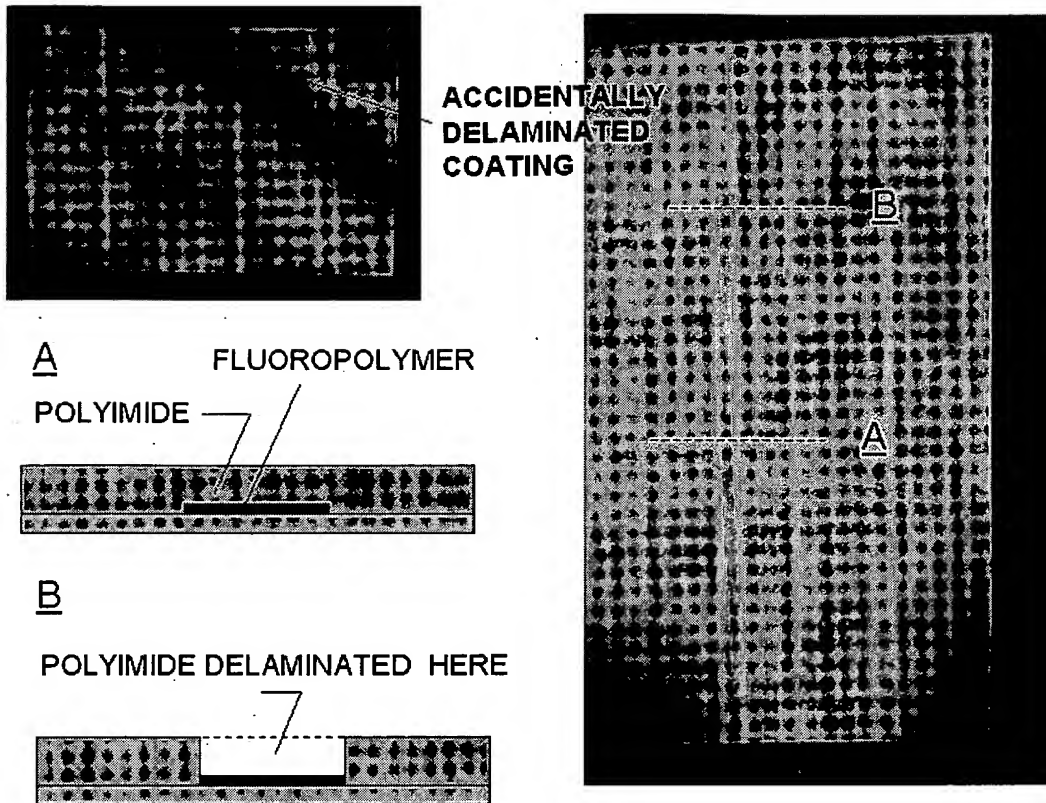 ACCIDENTALLY
DELAMINATED
COATING
B
A
A
FLUOROPOLYMER
POLYIMIDE
B
POLYIMIDE DELAMINATED HERE